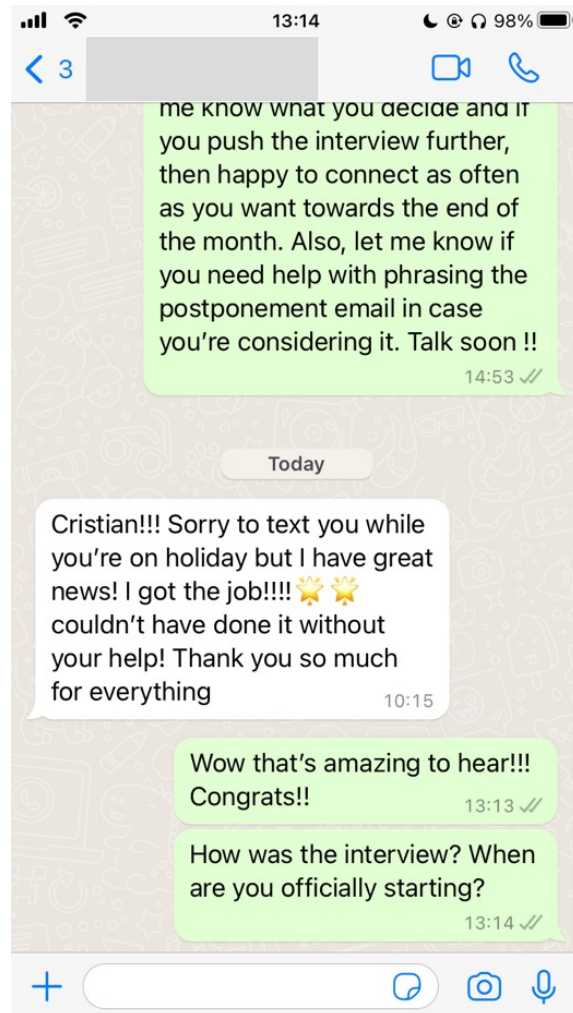 13:14
98%
3
me know what you decide and if
you push the interview further,
then happy to connect as often
as you want towards the end of
the month. Also, let me know if
you need help with phrasing the
postponement email in case
you’re considering it. Talk soon !!
14:53
Today
Cristian!!! Sorry to text you while
you’re on holiday but I have great
news! I got the job!!!!🌟 🌟
couldn’t have done it without
your help! Thank you so much
for everything
10:15
Wow that’s amazing to hear!!!
Congrats!!
13:13
How was the interview? When
are you officially starting?
13:14